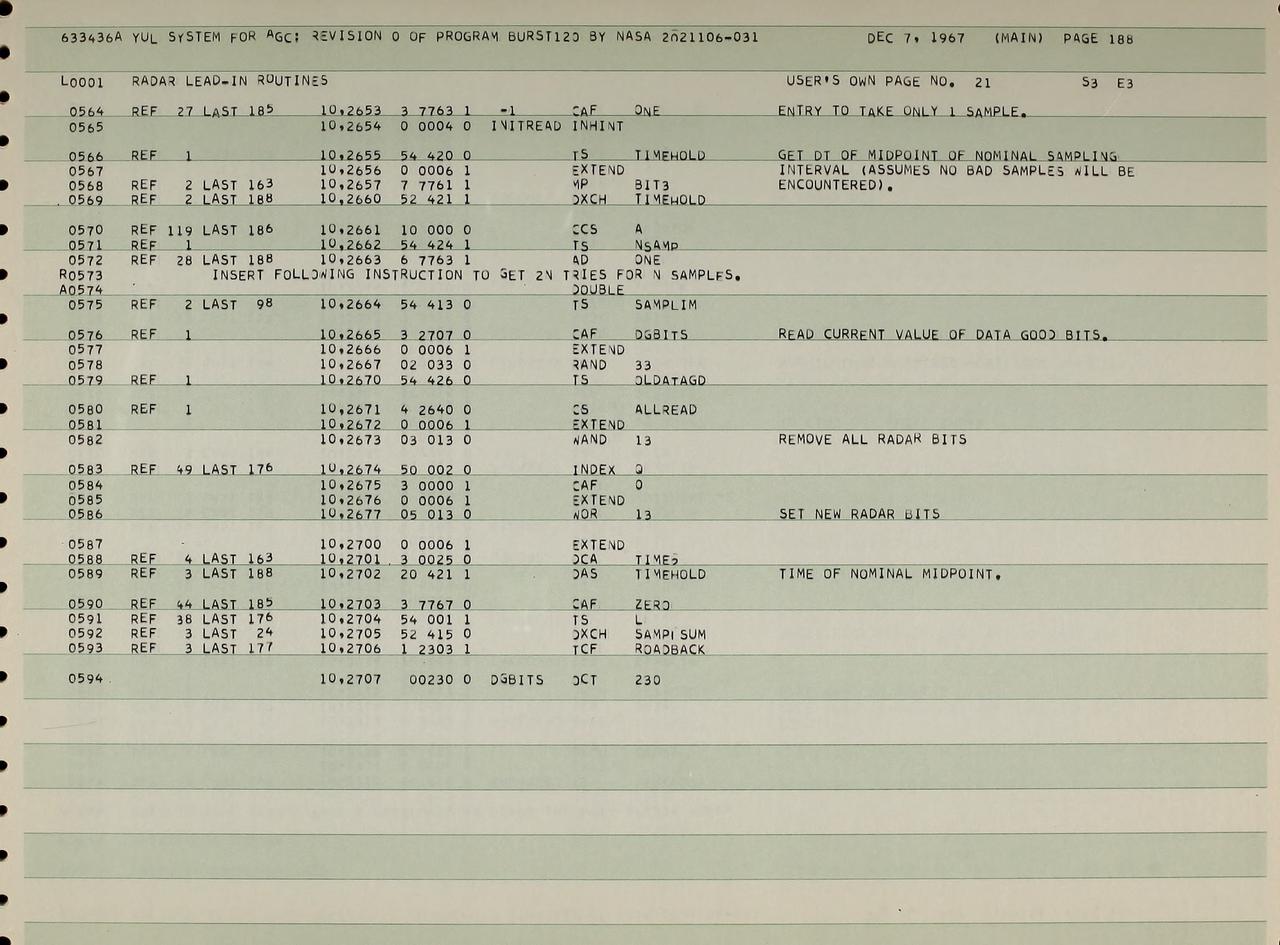 633436A YUL SYSTEM FOR AGC: REVISION 0 OF PROGRAM BURST120 BY NASA 2021106-031 DEC 7, 1967 (MAIN) PAGE 188
L0001 RADAR LEAD-IN ROUTINES USER'S OWN PAGE NO. 21 S3 E3
0564 REF 27 LAST 185 10,2653 3 7763 1 -1 CAF ONE ENTRY TO TAKE ONLY 1 SAMPLE.
0565 10,2654 0 0004 0 INITREAD INHINT
0566 REF 1 10,2655 54 420 0 TS TIMEHOLD GET DT OF MIDPOINT OF NOMINAL SAMPLING
0567 10,2656 0 0006 1 EXTEND INTERVAL (ASSUMES NO BAD SAMPLES WILL BE
0568 REF 2 LAST 163 10,2657 7 7761 1 MP BIT3 ENCOUNTERED).
0569 REF 2 LAST 188 10,2660 52 421 1 DXCH TIMEHOLD
0570 REF 119 LAST 186 10,2661 10 000 0 CCS A
0571 REF 1 10,2662 54 424 1 TS NSAMP
0572 REF 28 LAST 188 10,2663 6 7763 1 AD ONE
R0573 INSERT FOLLOWING INSTRUCTION TO GET 2N TRIES FOR N SAMPLES.
A0574 DOUBLE
0575 REF 2 LAST 98 10,2664 54 413 0 TS SAMPLIM
0576 REF 1 10,2665 3 2707 0 CAF DGBITS READ CURRENT VALUE OF DATA GOOD BITS.
0577 10,2666 0 0006 1 EXTEND
0578 10,2667 02 033 0 RAND 33
0579 REF 1 10,2670 54 426 0 TS OLDATAGD
0580 REF 1 10,2671 4 2640 0 CS ALLREAD
0581 10,2672 0 0006 1 EXTEND
0582 10,2673 03 013 0 WAND 13 REMOVE ALL RADAR BITS
0583 REF 49 LAST 176 10,2674 50 002 0 INDEX Q
0584 10,2675 3 0000 1 CAF 0
0585 10,2676 0 0006 1 EXTEND
0586 10,2677 05 013 0 WOR 13 SET NEW RADAR BITS
0587 10,2700 0 0006 1 EXTEND
0588 REF 4 LAST 163 10,2701 3 0025 0 DCA TIME2
0589 REF 3 LAST 188 10,2702 20 421 1 DAS TIMEHOLD TIME OF NOMINAL MIDPOINT.
0590 REF 44 LAST 185 10,2703 3 7767 0 CAF ZERO
0591 REF 38 LAST 176 10,2704 54 001 1 TS L
0592 REF 3 LAST 24 10,2705 52 415 0 DXCH SAMPLSUM
0593 REF 3 LAST 177 10,2706 1 2303 1 TCF ROADBACK
0594 10,2707 00230 0 DGBITS OCT 230